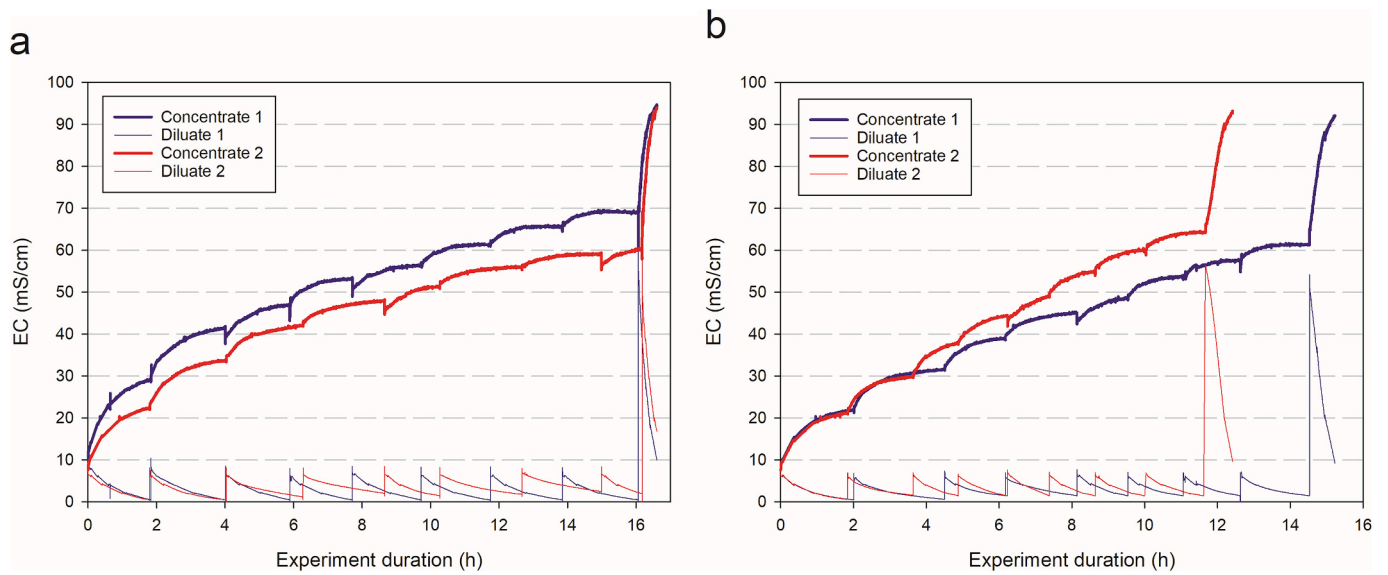 a
100
90
80
70
60
50
40
30
20
10
0
EC (mS/cm)
Concentrate 1
Diluate 1
Concentrate 2
Diluate 2
0 2 4 6 8 10 12 14 16
Experiment duration (h)
b
100
90
80
70
60
50
40
30
20
10
0
EC (mS/cm)
Concentrate 1
Diluate 1
Concentrate 2
Diluate 2
0 2 4 6 8 10 12 14 16
Experiment duration (h)